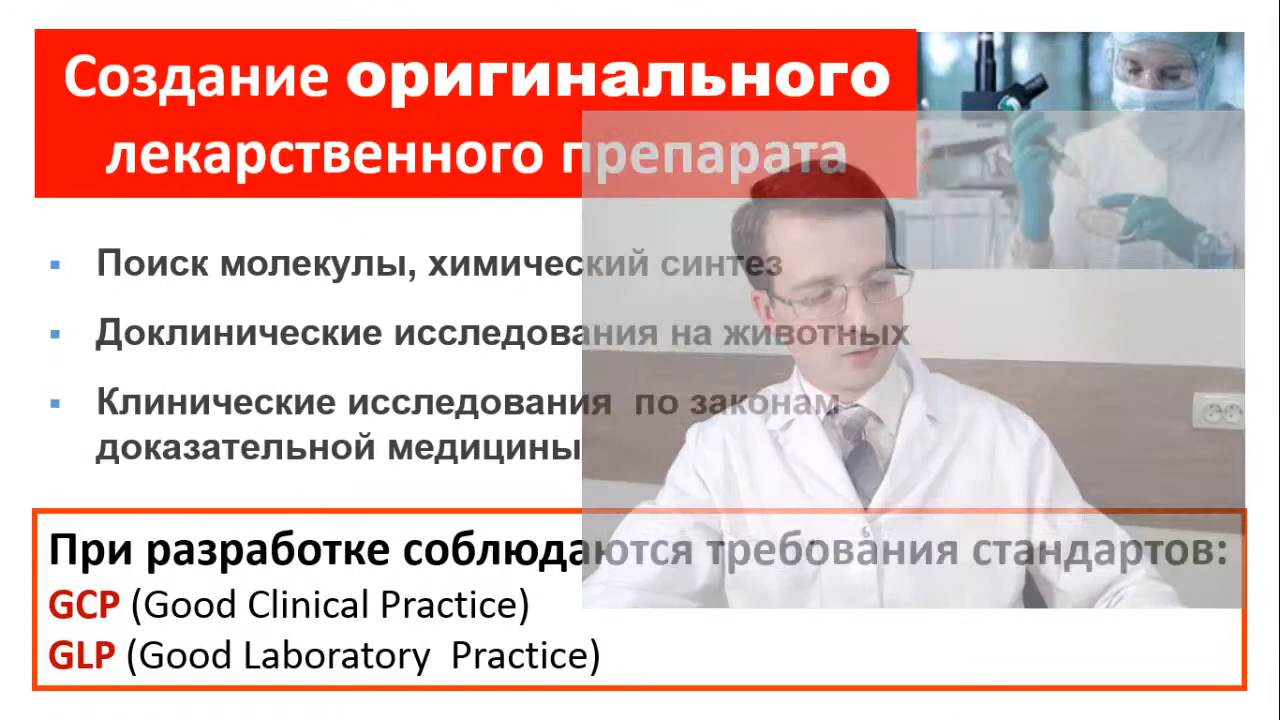 Создание оригинального
лекарственного препарата
Поиск молекулы, химический синтез
Доклинические исследования на животных
Клинические исследования по законам
доказательной медицины
При разработке соблюдаются требования стандартов:
GCP (Good Clinical Practice)
GLP (Good Laboratory Practice)